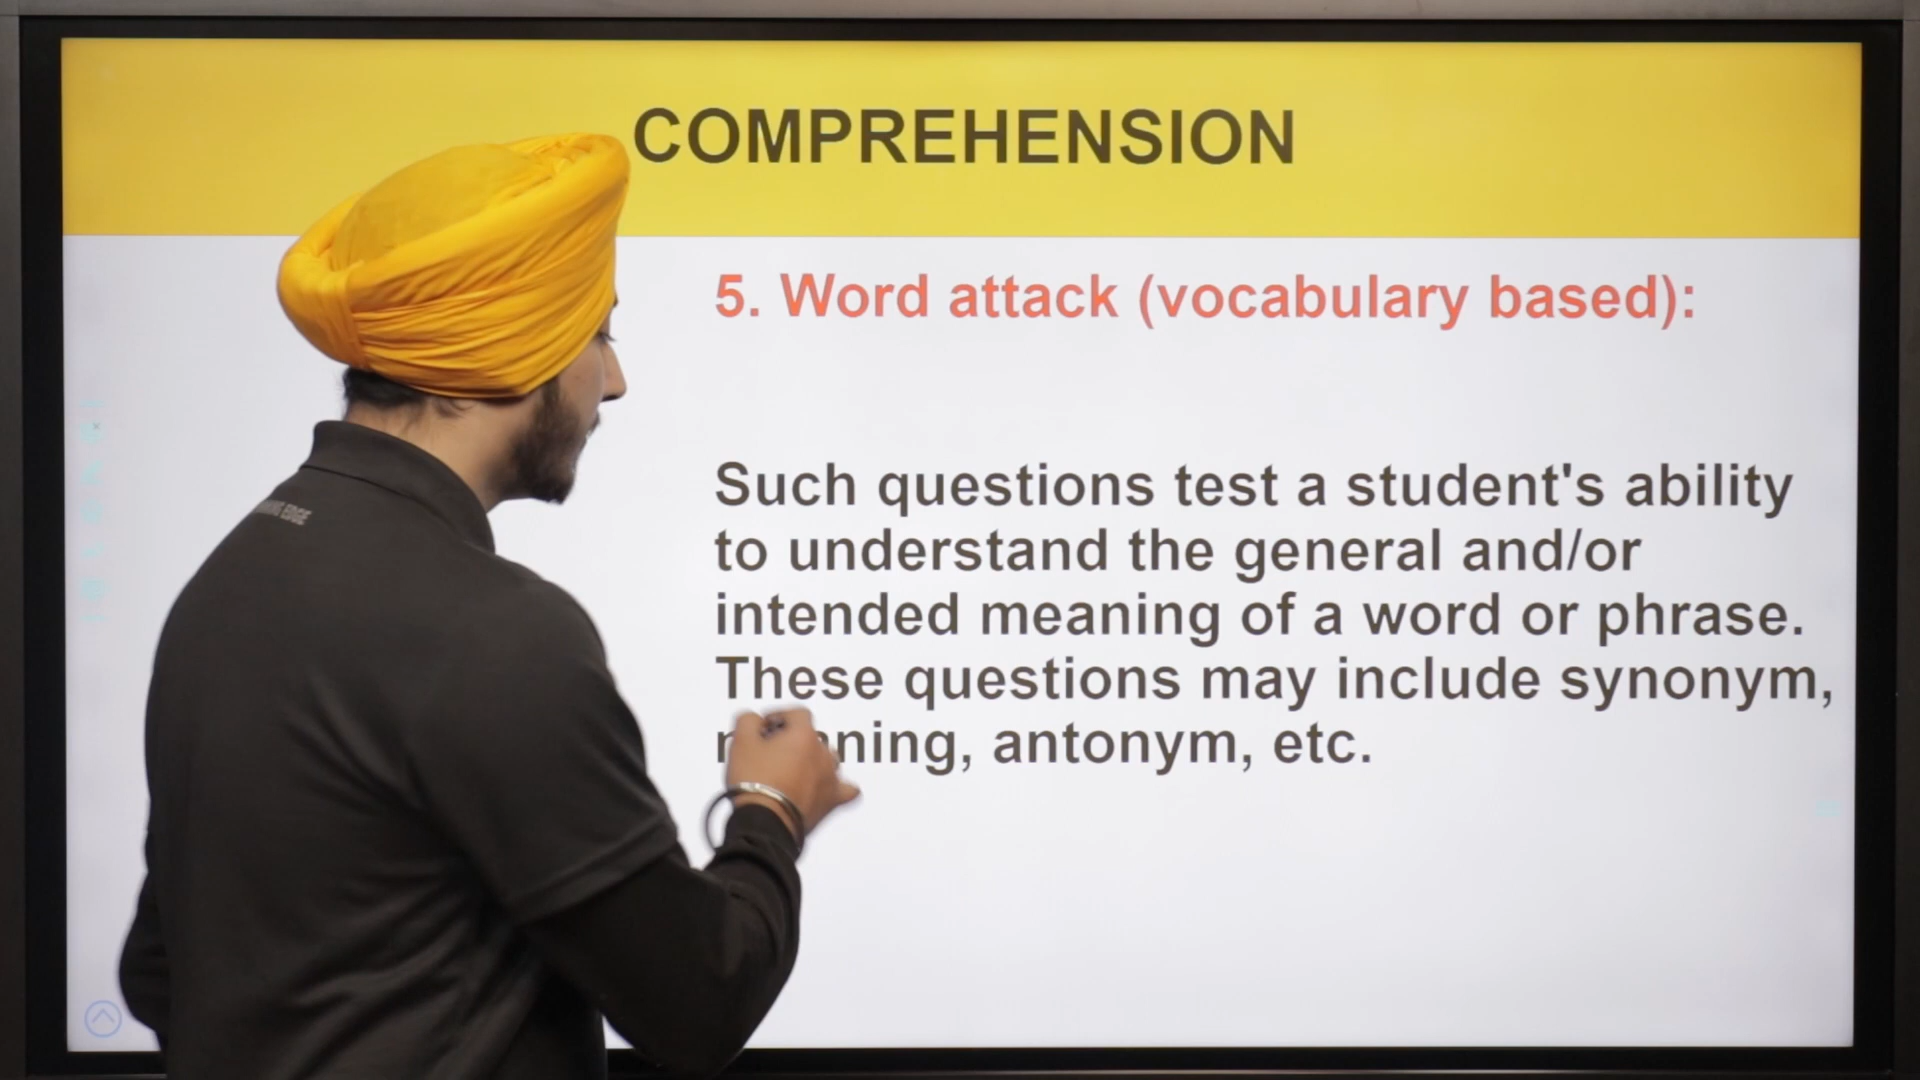 COMPREHENSION
5. Word attack (vocabulary based):
Such questions test a student's ability
to understand the general and/or
intended meaning of a word or phrase.
These questions may include synonym,
antonym, etc.
EDGE